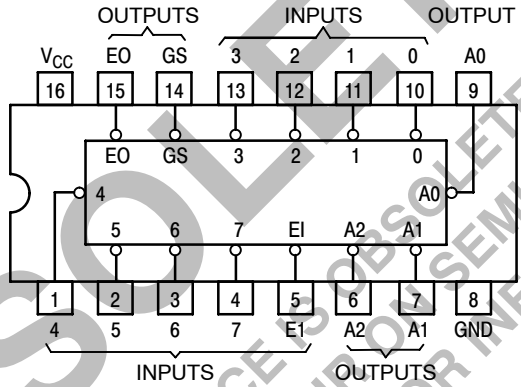 OUTPUTS INPUTS OUTPUT
VCC EO GS 3 2 1 0 A0
16 15 14 13 12 11 10 9
EO GS 3 2 1 0
4 A0
5 6 7 EI A2 A1
1 2 3 4 5 6 7 8
4 5 6 7 E1 A2 A1 GND
INPUTS OUTPUTS